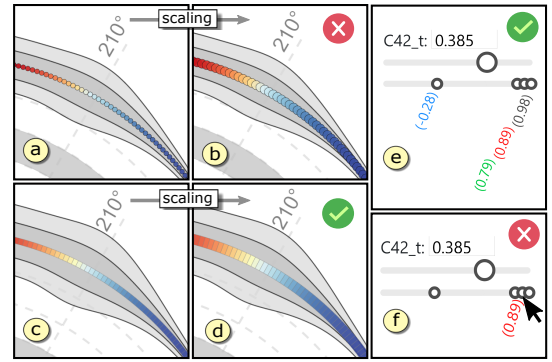 scaling
210°
210°
a
b
C42_t: 0.385
(-0.28)
(0.79)
(0.89)
(0.98)
e
scaling
210°
210°
c
d
C42_t: 0.385
(0.89)
f